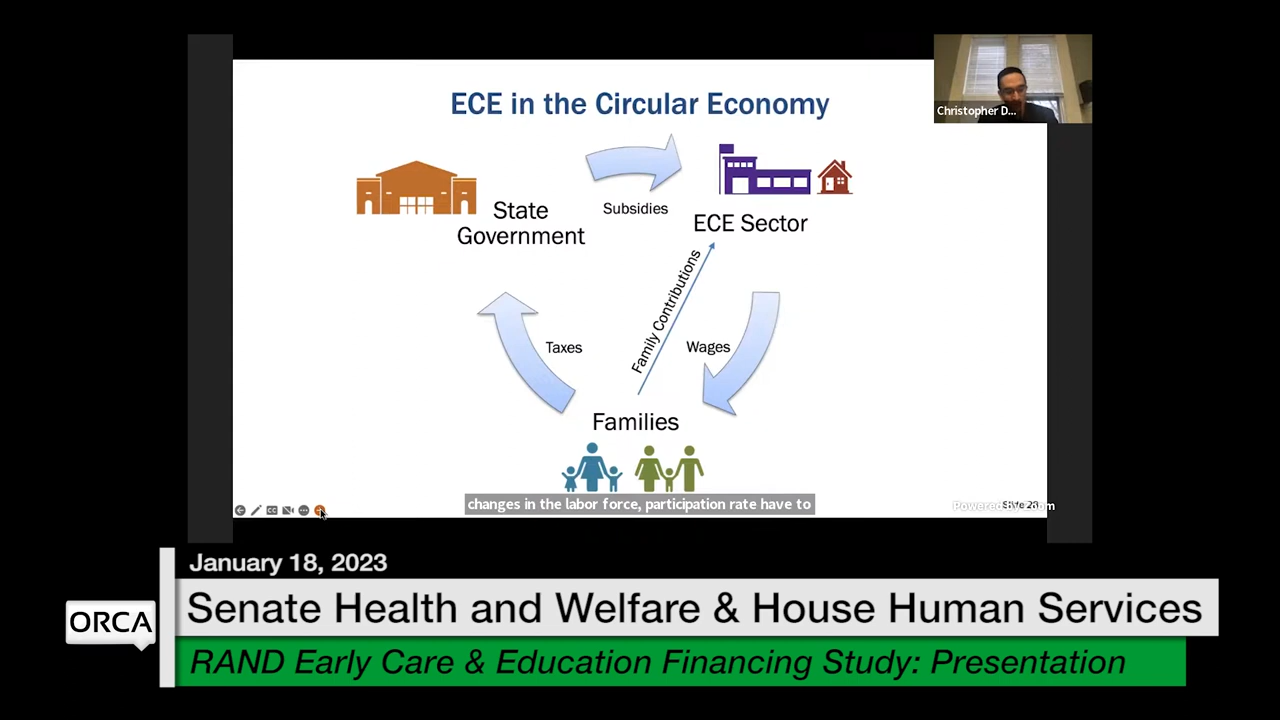 ECE in the Circular Economy
Christopher D...
Subsidies
State
Government
ECE Sector
Family Contributions
Taxes
Wages
Families
changes in the labor force, participation rate have to
CC
Powered by zoom
January 18, 2023
ORCA
Senate Health and Welfare & House Human Services
RAND Early Care & Education Financing Study: Presentation